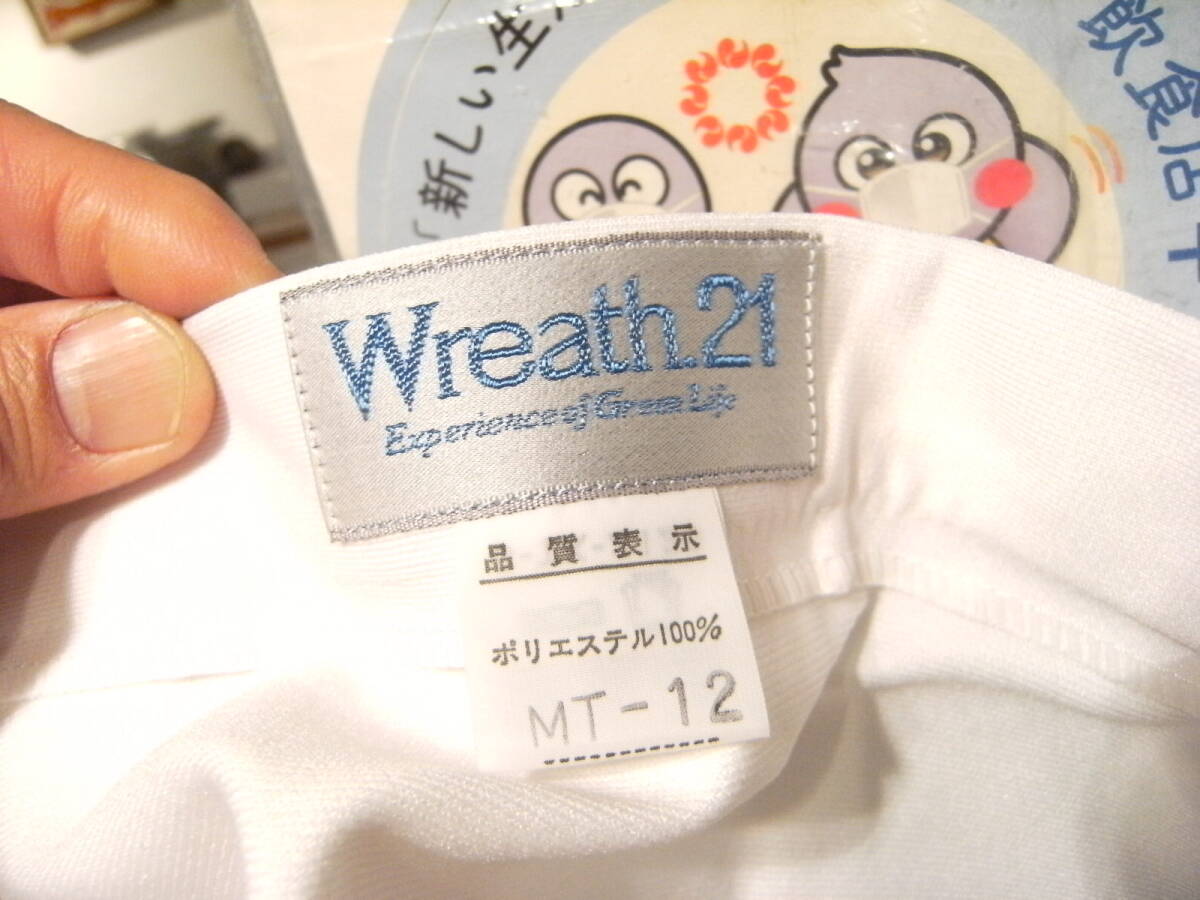 「新しい生
飲食店
Wreath.21
Experience of Green Life
品質表示
ポリエステル100%
MT-12